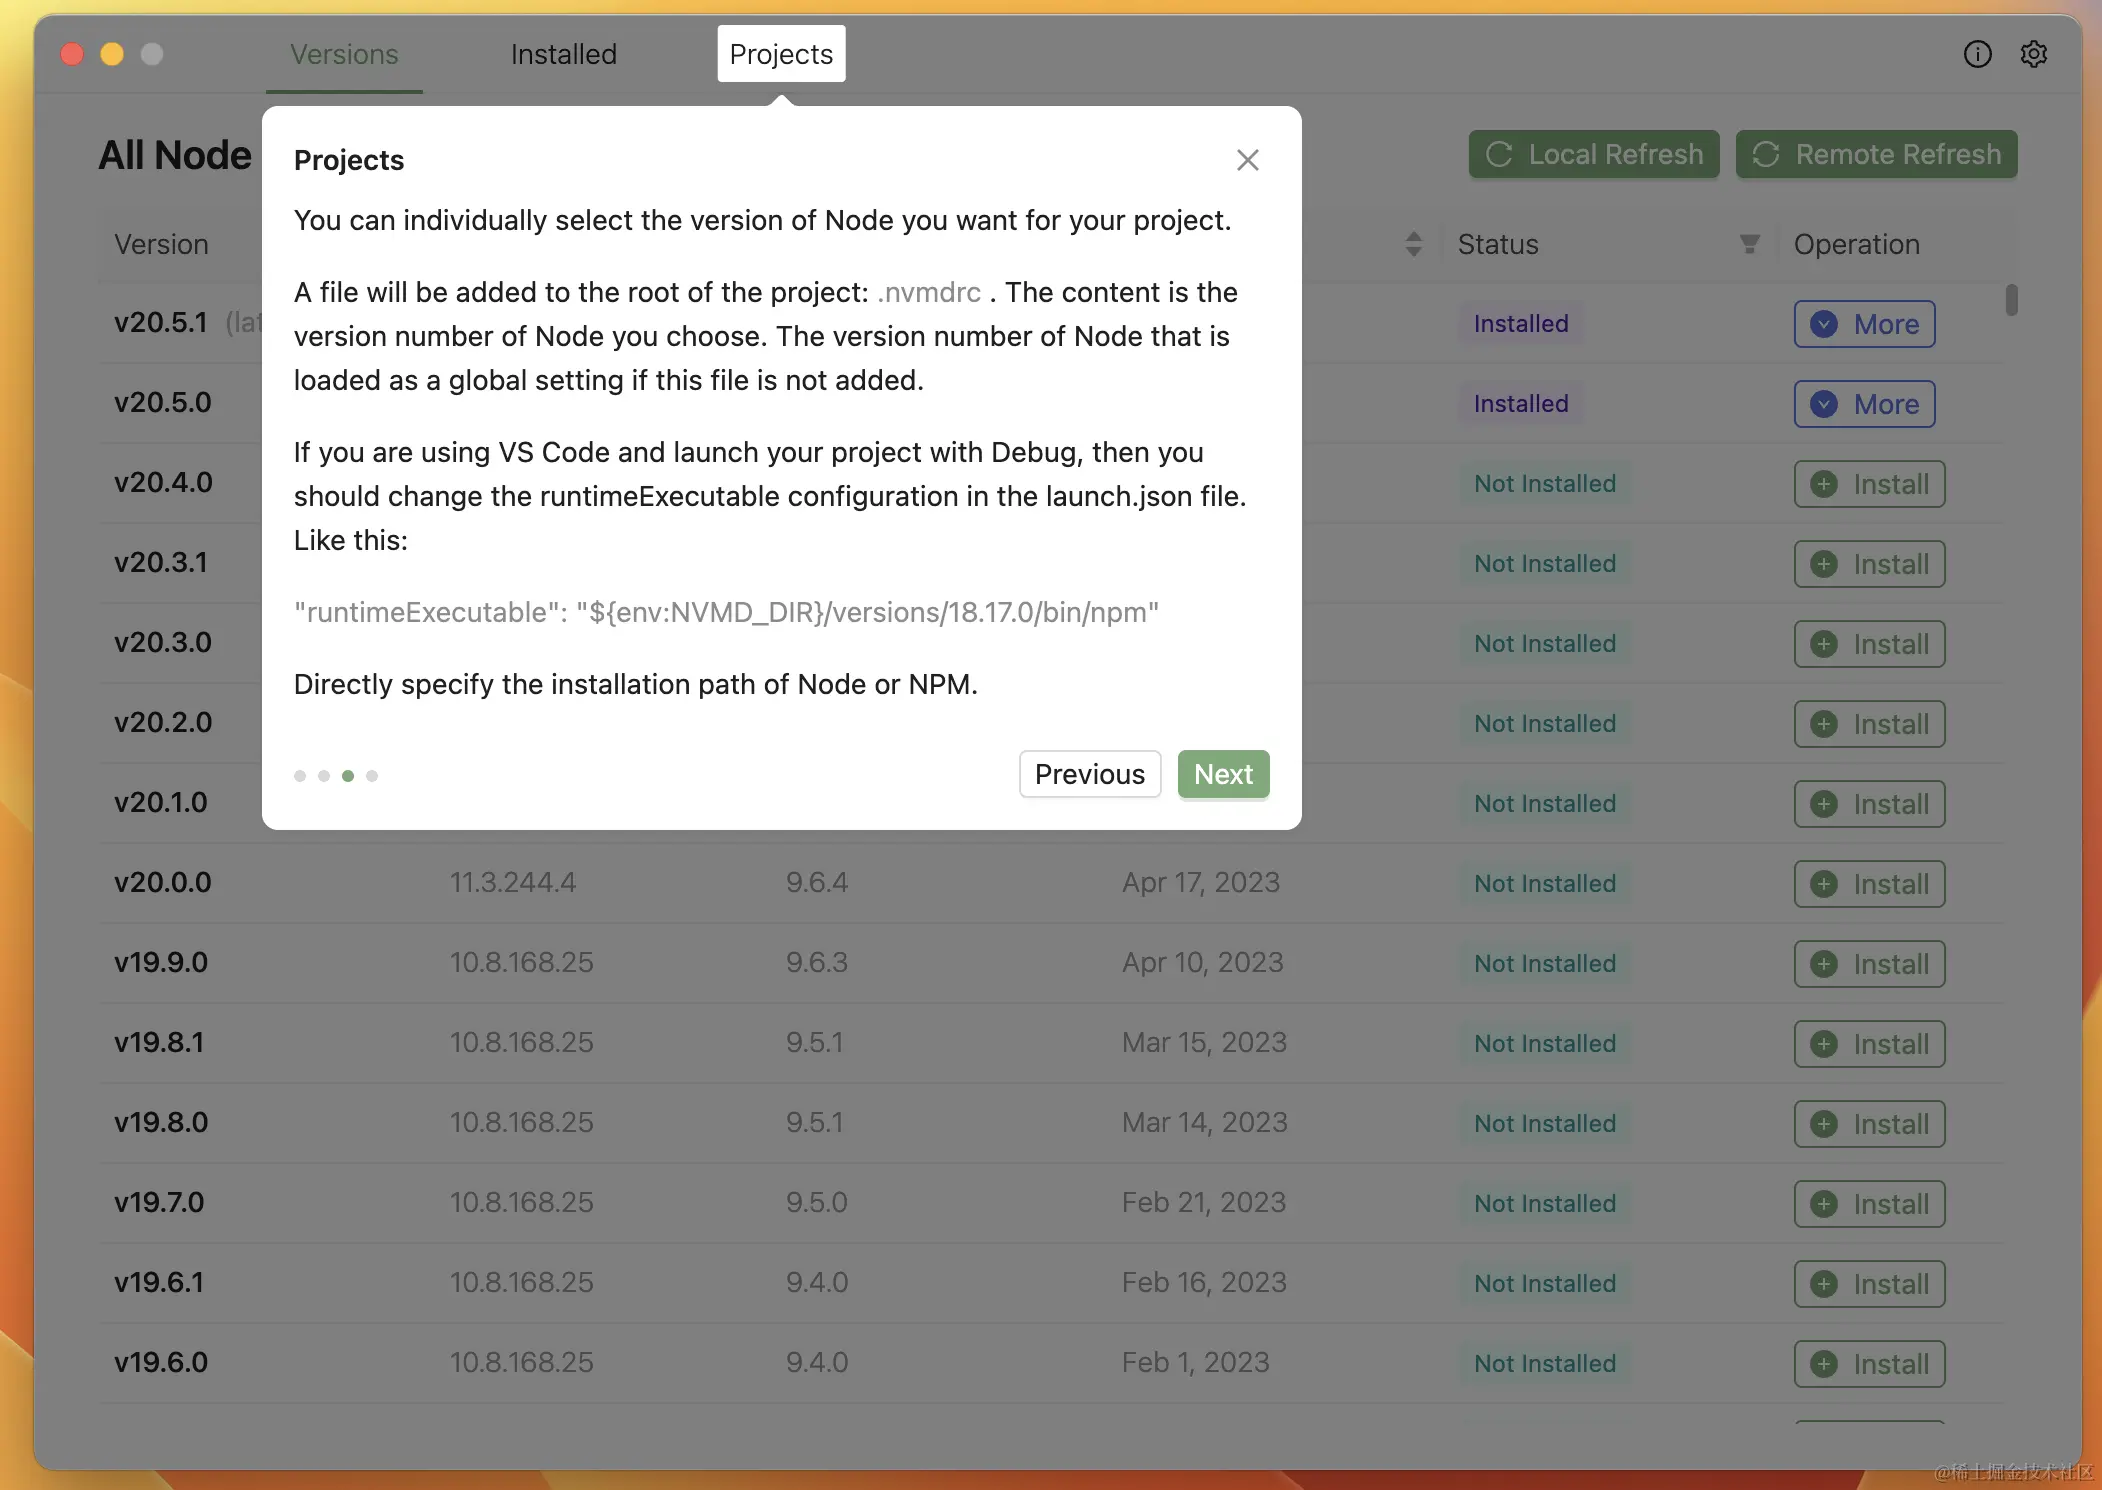 Versions Installed Projects
All Node
Local Refresh Remote Refresh
Projects
You can individually select the version of Node you want for your project.
A file will be added to the root of the project: .nvmdrc . The content is the
version number of Node you choose. The version number of Node that is
loaded as a global setting if this file is not added.
If you are using VS Code and launch your project with Debug, then you
should change the runtimeExecutable configuration in the launch.json file.
Like this:
"runtimeExecutable": "${env:NVMD_DIR}/versions/18.17.0/bin/npm"
Directly specify the installation path of Node or NPM.
Previous Next
Version Status Operation
v20.5.1 Installed More
v20.5.0 Installed More
v20.4.0 Not Installed Install
v20.3.1 Not Installed Install
v20.3.0 Not Installed Install
v20.2.0 Not Installed Install
v20.1.0 Not Installed Install
v20.0.0 11.3.244.4 9.6.4 Apr 17, 2023 Not Installed Install
v19.9.0 10.8.168.25 9.6.3 Apr 10, 2023 Not Installed Install
v19.8.1 10.8.168.25 9.5.1 Mar 15, 2023 Not Installed Install
v19.8.0 10.8.168.25 9.5.1 Mar 14, 2023 Not Installed Install
v19.7.0 10.8.168.25 9.5.0 Feb 21, 2023 Not Installed Install
v19.6.1 10.8.168.25 9.4.0 Feb 16, 2023 Not Installed Install
v19.6.0 10.8.168.25 9.4.0 Feb 1, 2023 Not Installed Install
@稀土掘金技术社区